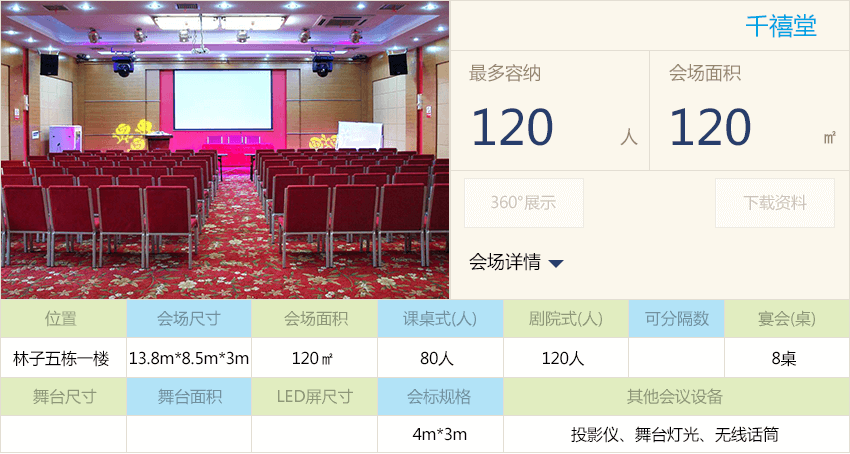 千禧堂
最多容纳
会场面积
120 人
120 ㎡
360°展示
下载资料
会场详情
位置 会场尺寸 会场面积 课桌式(人) 剧院式(人) 可分隔数 宴会(桌)
林子五栋一楼 13.8m*8.5m*3m 120㎡ 80人 120人 8桌
舞台尺寸 舞台面积 LED屏尺寸 会标规格 其他会议设备
4m*3m 投影仪、舞台灯光、无线话筒